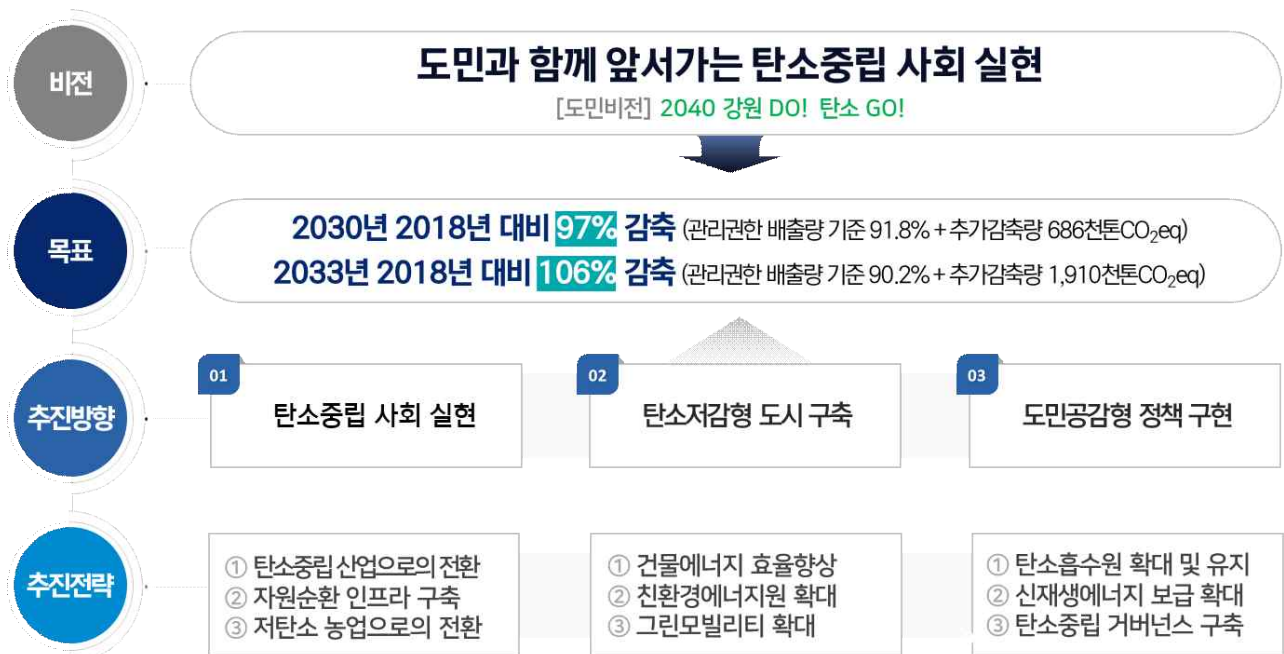 비전
도민과 함께 앞서가는 탄소중립 사회 실현
[도민비전] 2040 강원 DO! 탄소 GO!
목표
2030년 2018년 대비 97% 감축 (관리권한 배출량 기준 91.8% + 추가감축량 686천톤CO₂eq)
2033년 2018년 대비 106% 감축 (관리권한 배출량 기준 90.2% + 추가감축량 1,910천톤CO₂eq)
추진방향
01
탄소중립 사회 실현
02
탄소저감형 도시 구축
03
도민공감형 정책 구현
추진전략
① 탄소중립 산업으로의 전환
② 자원순환 인프라 구축
③ 저탄소 농업으로의 전환
① 건물에너지 효율향상
② 친환경에너지원 확대
③ 그린모빌리티 확대
① 탄소흡수원 확대 및 유지
② 신재생에너지 보급 확대
③ 탄소중립 거버넌스 구축